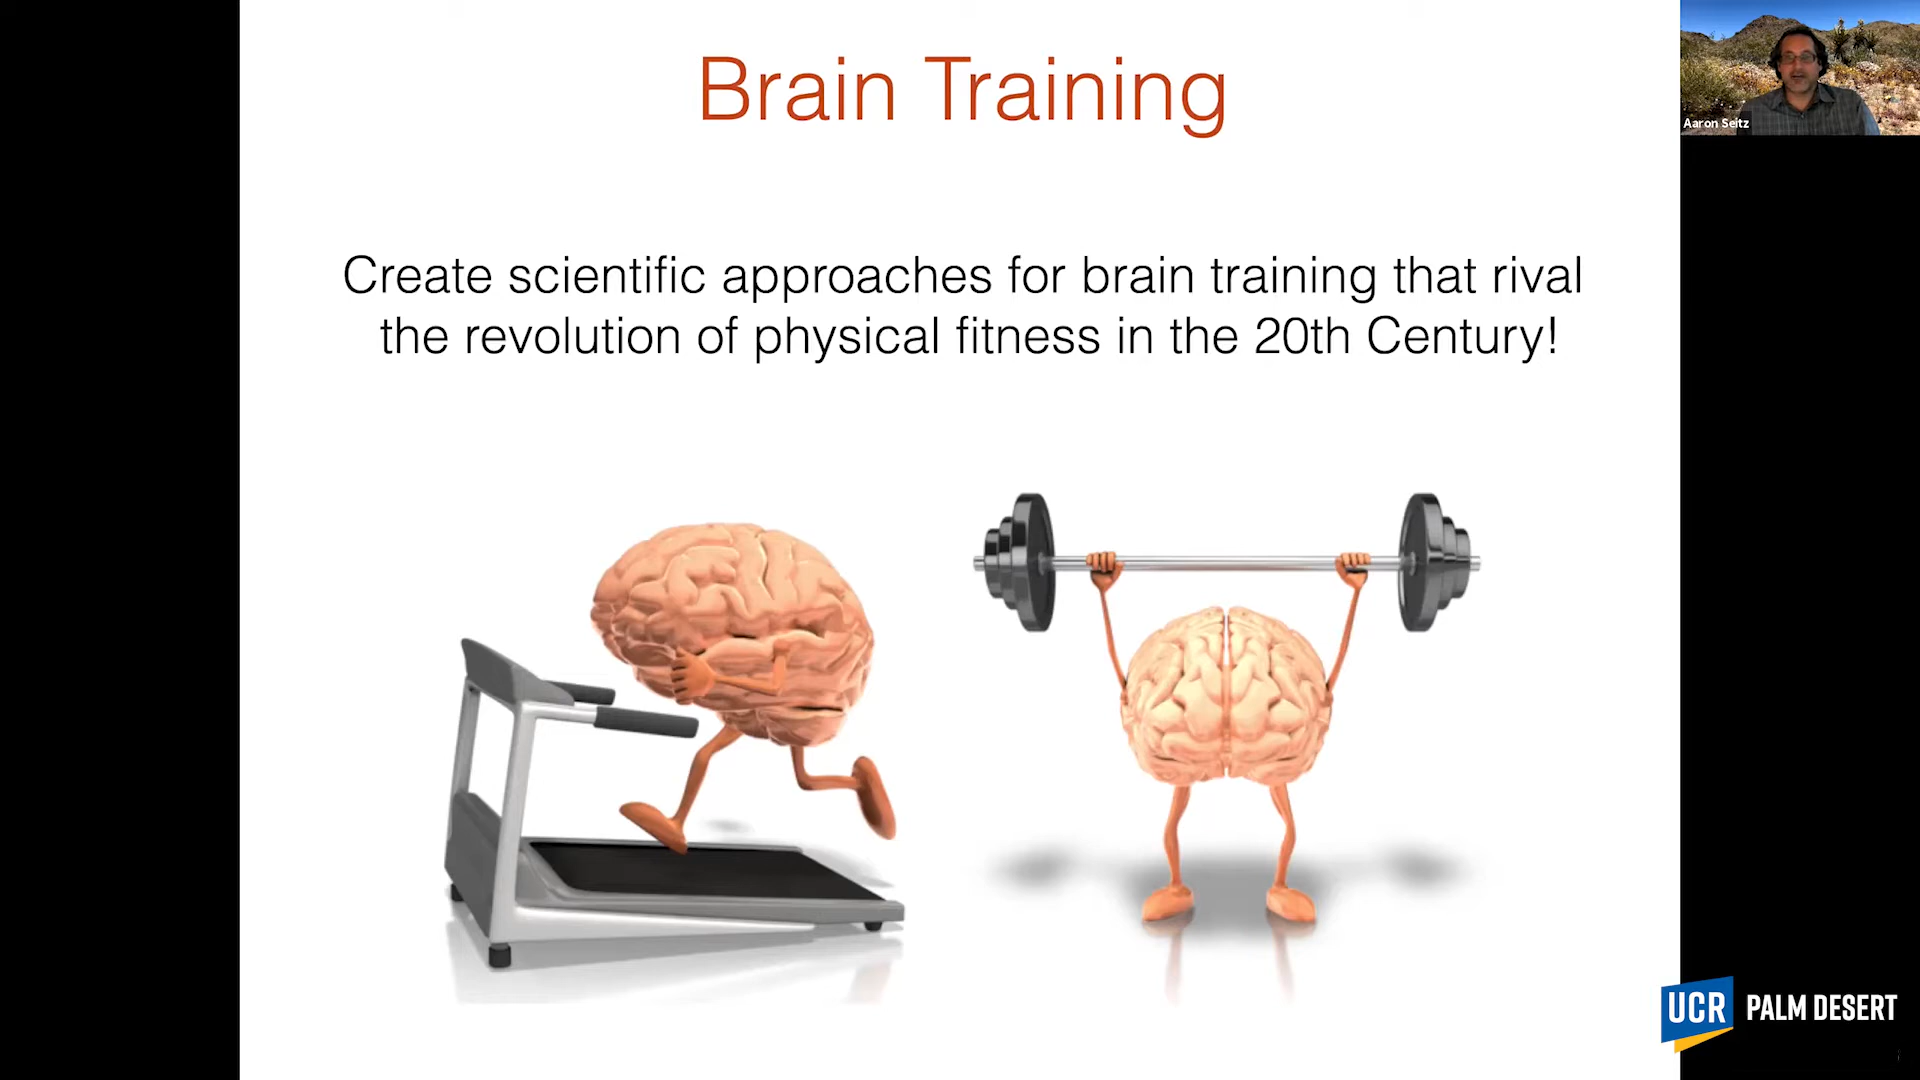 Brain Training
Aaron Seitz
Create scientific approaches for brain training that rival
the revolution of physical fitness in the 20th Century!
UCR PALM DESERT